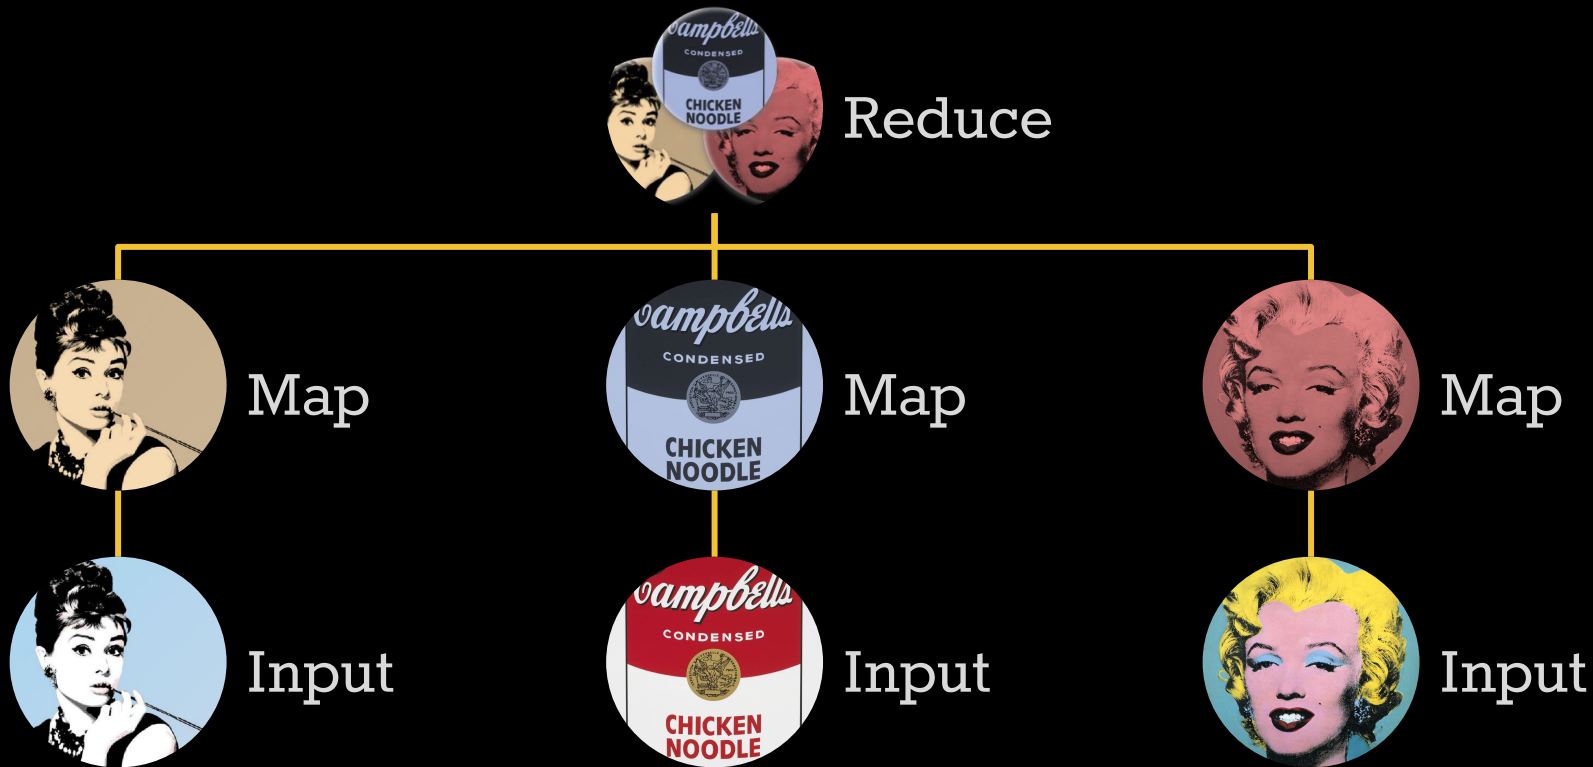 Campbell's
CONDENSED
CHICKEN
NOODLE
Reduce
Campbell's
CONDENSED
CHICKEN
NOODLE
Map
Map
Map
Campbell's
CONDENSED
CHICKEN
NOODLE
Input
Input
Input